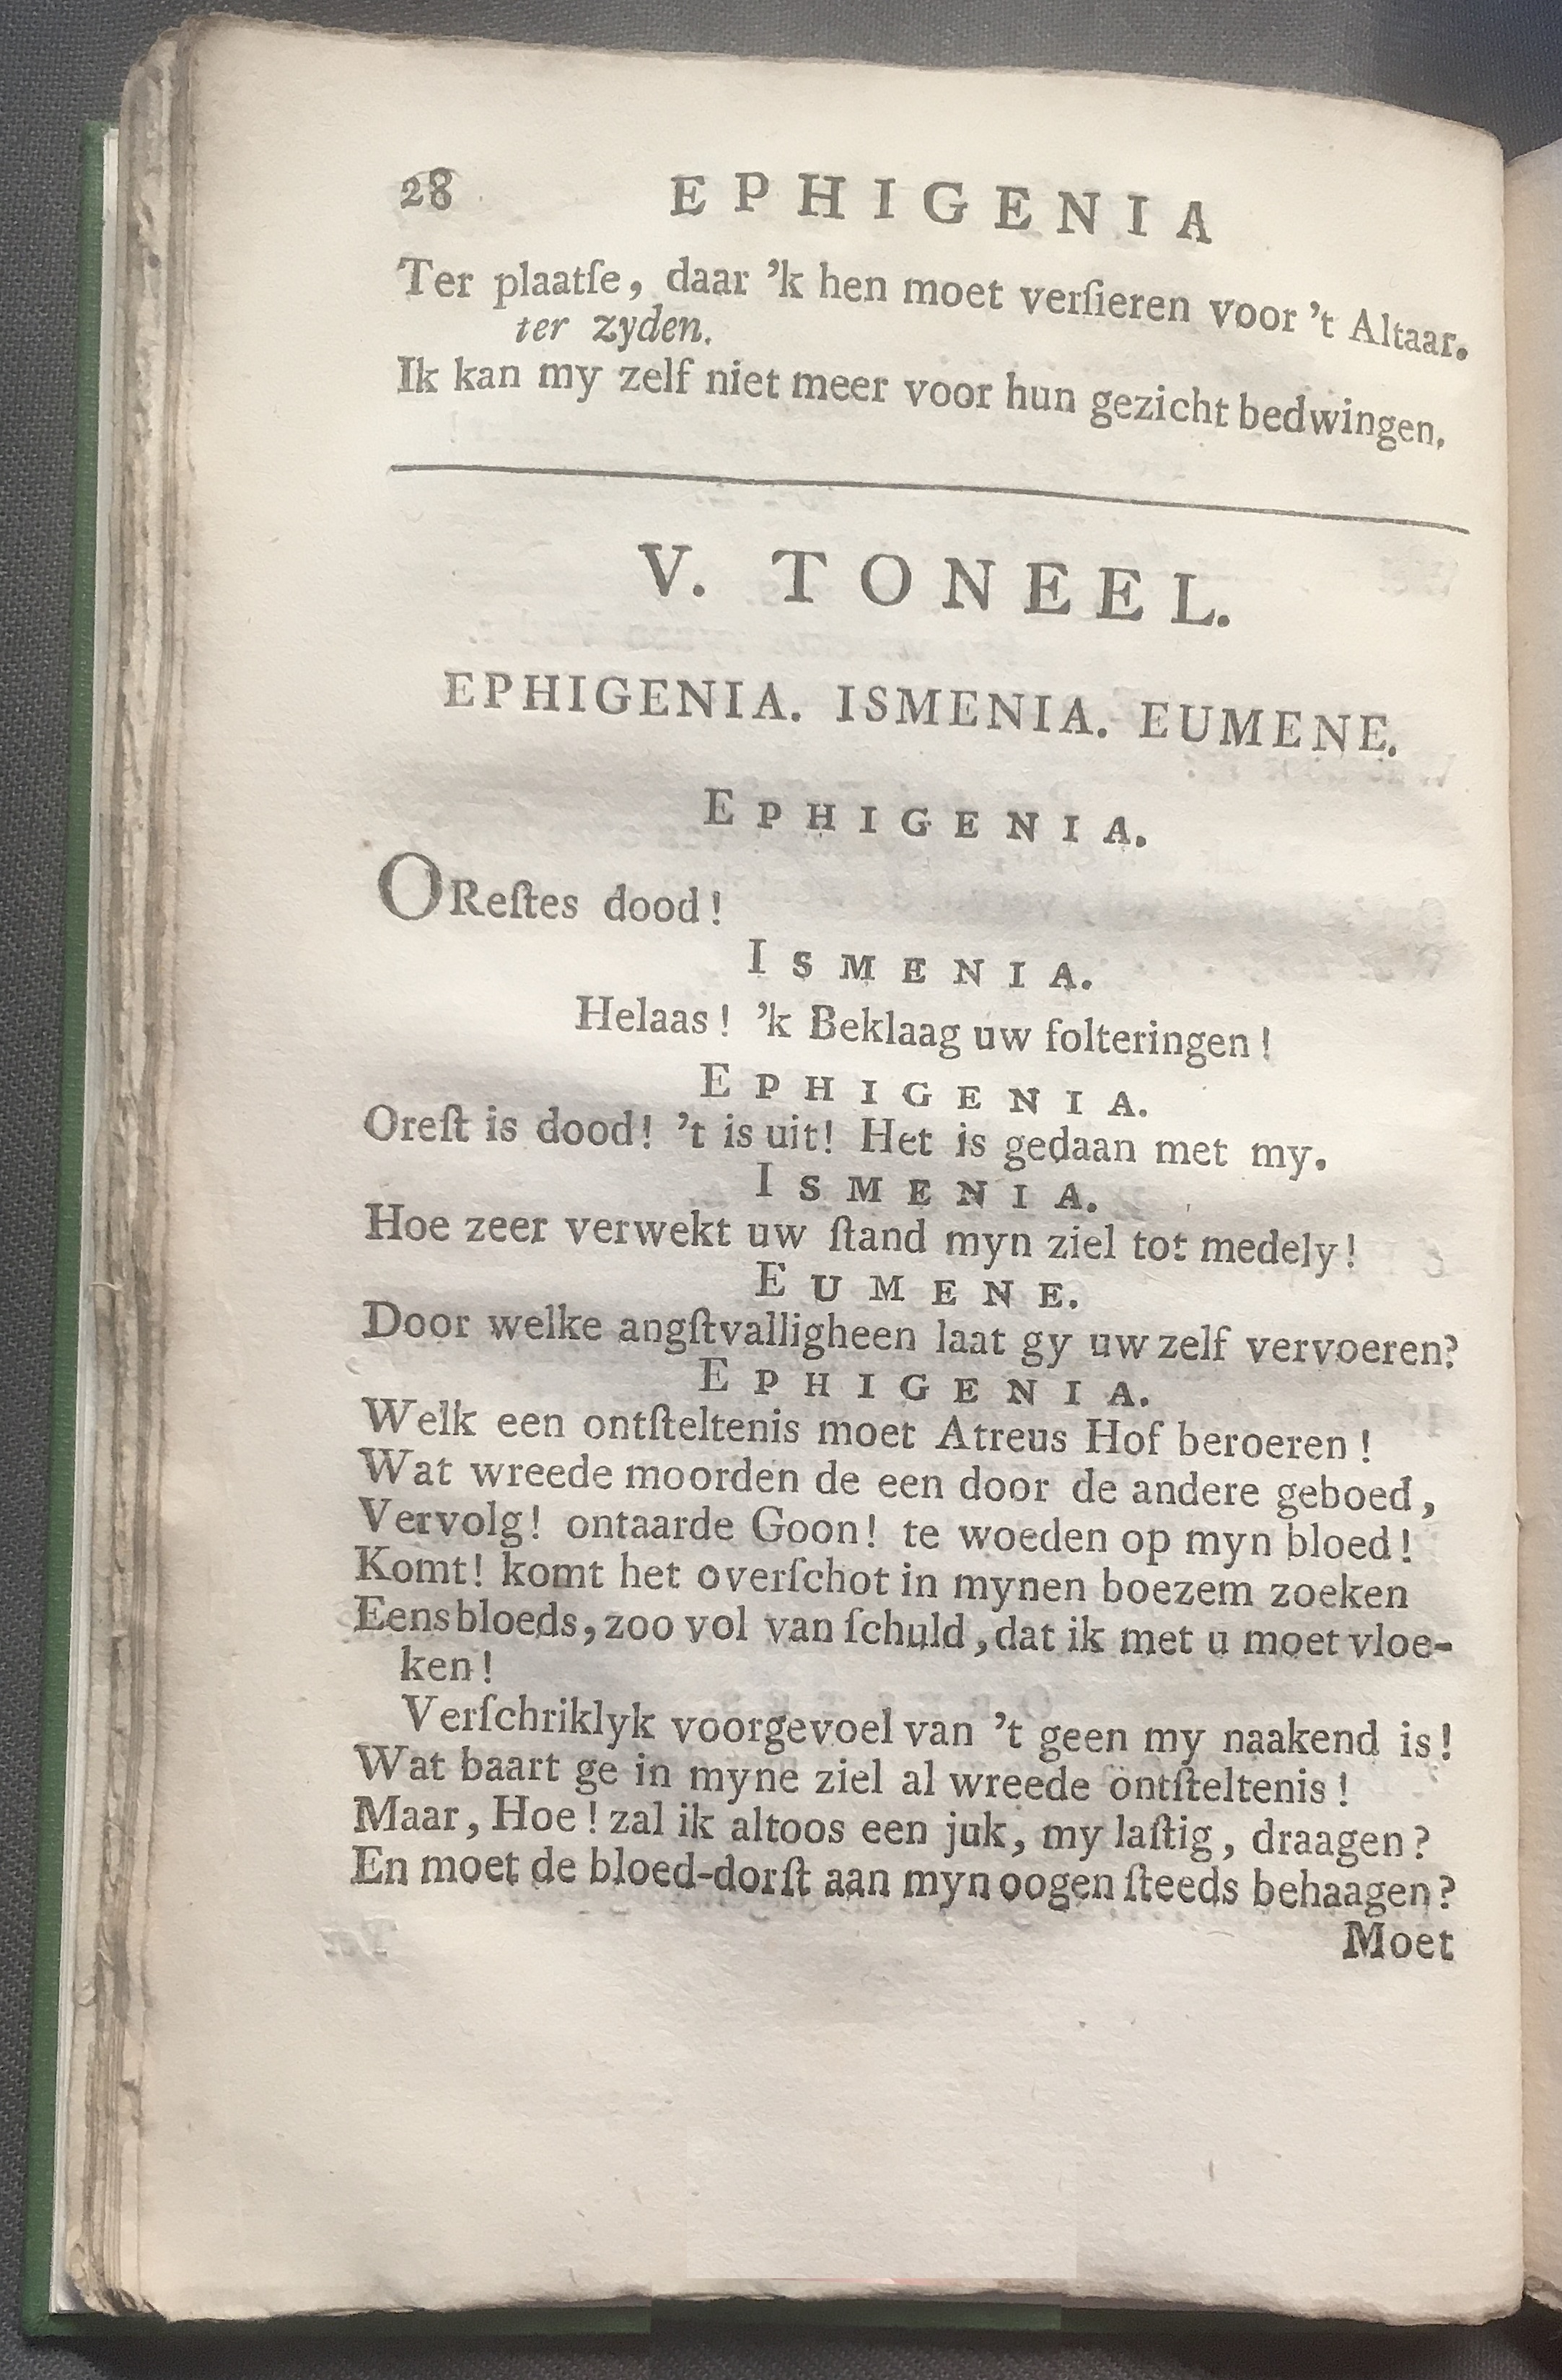 28 EPHIGENIA
Ter plaatſe, daar 'k hen moet verſieren voor 't Altaar.
ter zyden.
Ik kan my zelf niet meer voor hun gezicht bedwingen.
V. TONEEL.
EPHIGENIA. ISMENIA. EUMENE.
EPHIGENIA.
OReſtes dood!
ISMENIA.
Helaas! 'k Beklaag uw folteringen!
EPHIGENIA.
Oreſt is dood! 't is uit! Het is gedaan met my.
ISMENIA.
Hoe zeer verwekt uw ſtand myn ziel tot medely!
EUMENE.
Door welke angſtvalligheen laat gy uw zelf vervoeren?
EPHIGENIA.
Welk een ontſteltenis moet Atreus Hof beroeren!
Wat wreede moorden de een door de andere geboed,
Vervolg! ontaarde Goon! te woeden op myn bloed!
Komt! komt het overſchot in mynen boezem zoeken
Eens bloeds, zoo vol van ſchuld, dat ik met u moet vloe-
ken!
Verſchriklyk voorgevoel van 't geen my naakend is!
Wat baart ge in myne ziel al wreede ontſteltenis!
Maar, Hoe! zal ik altoos een juk, my laſtig, draagen?
En moet de bloed-dorſt aan myn oogen ſteeds behaagen?
Moet